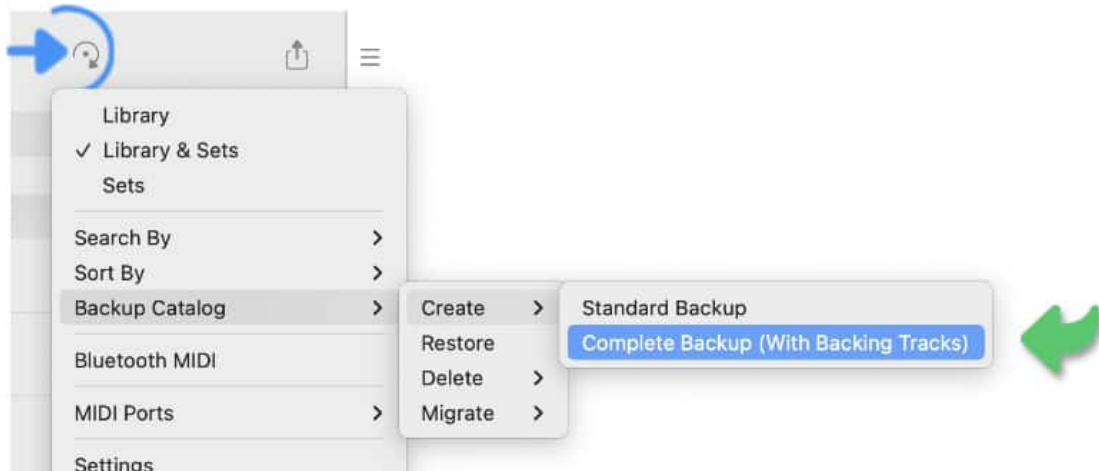 Library
✓ Library & Sets
Sets
Search By
Sort By
Backup Catalog
Create
Standard Backup
Restore
Complete Backup (With Backing Tracks)
Bluetooth MIDI
Delete
MIDI Ports
Migrate
Settings